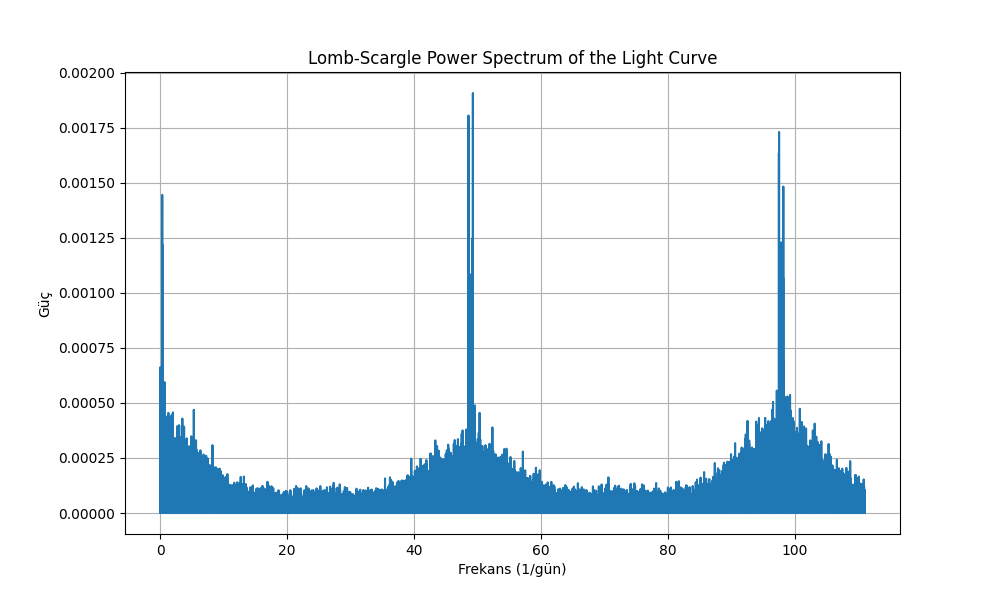 Lomb-Scargle Power Spectrum of the Light Curve
0.00200
0.00175
0.00150
0.00125
0.00100
0.00075
0.00050
0.00025
0.00000
Güç
0 20 40 60 80 100
Frekans (1/gün)